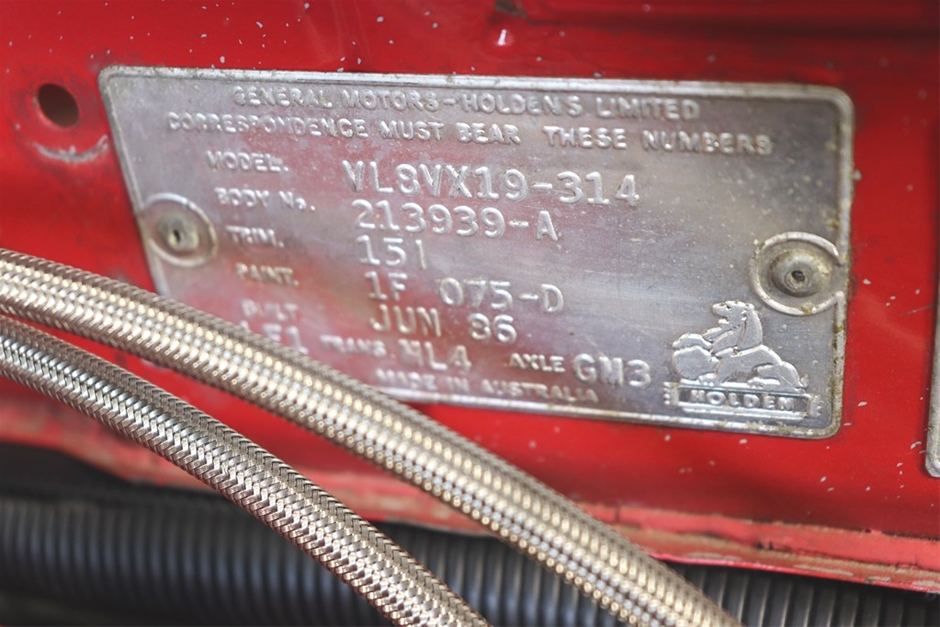 GENERAL MOTORS-HOLDEN'S LIMITED
CORRESPONDENCE MUST BEAR THESE NUMBERS
MODEL. VL8VX19-314
BODY No. 213939-A
TRIM. 151
PAINT. 1F 075-D
BUILT JUN 86
TRANS. ML4 AXLE GM3
MADE IN AUSTRALIA
HOLDEN